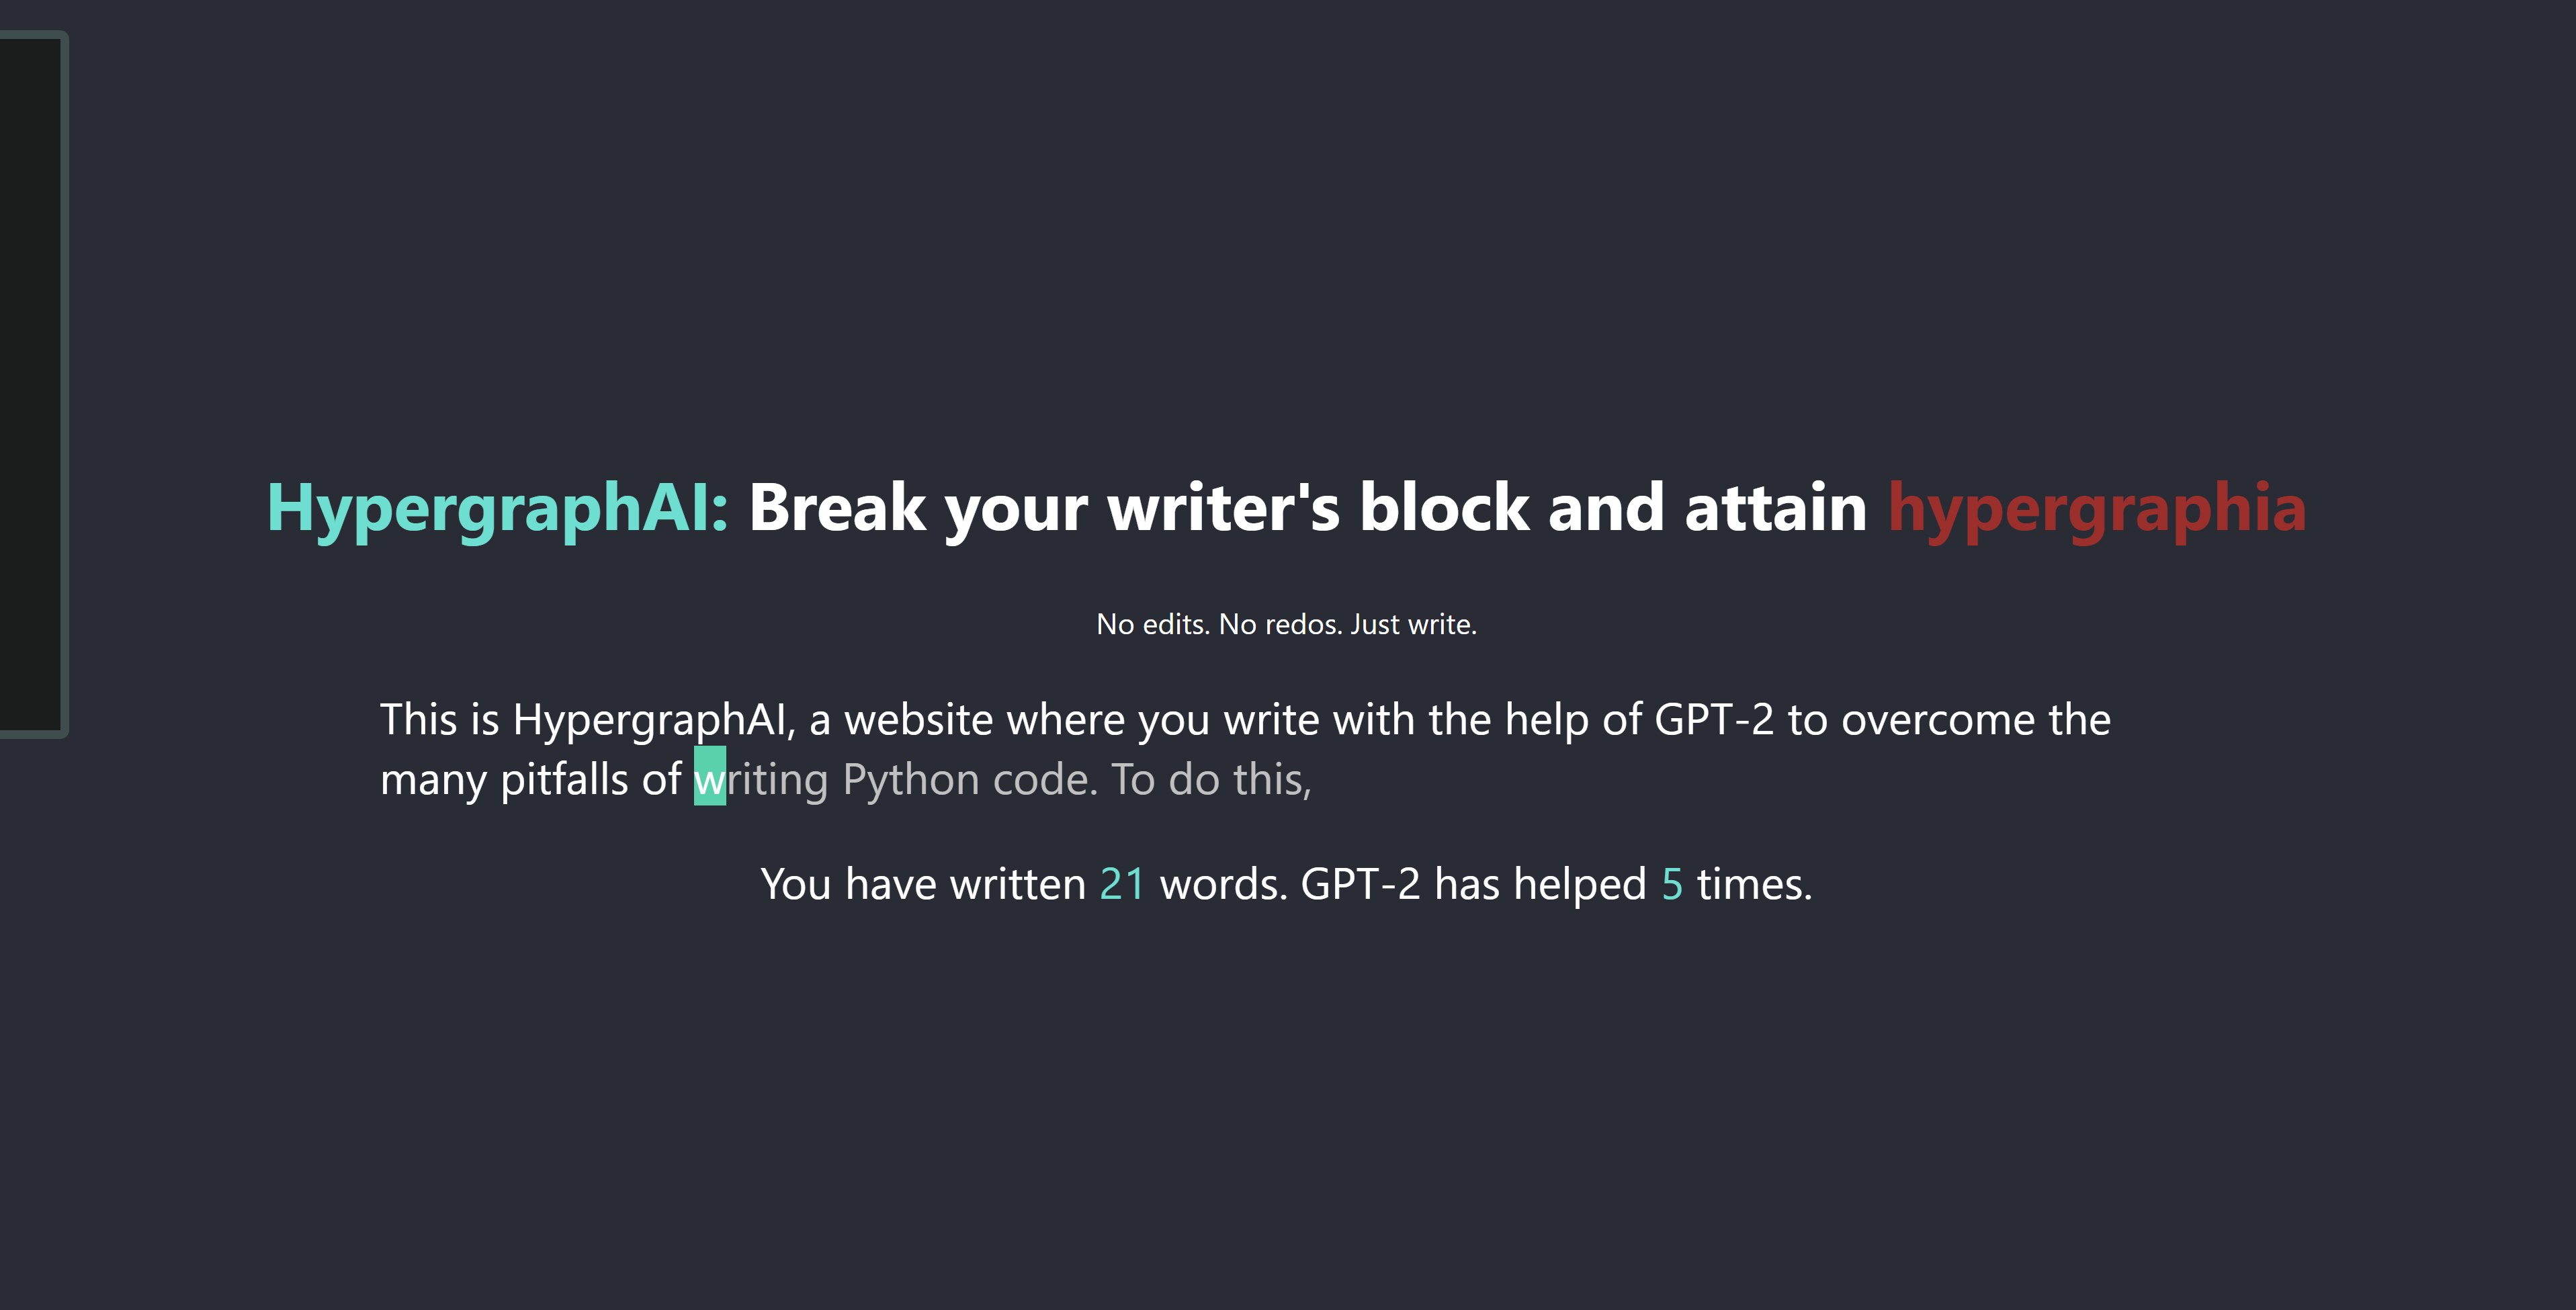 HypergraphAI: Break your writer's block and attain hypergraphia
No edits. No redos. Just write.
This is HypergraphAI, a website where you write with the help of GPT-2 to overcome the
many pitfalls of writing Python code. To do this,
You have written 21 words. GPT-2 has helped 5 times.